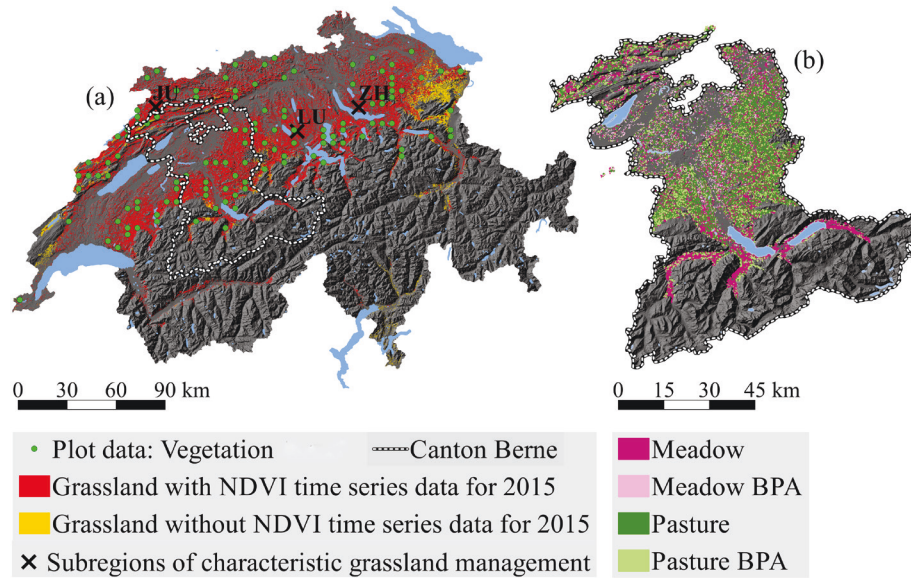 (a)
JU
LU
ZH
(b)
0 30 60 90 km
0 15 30 45 km
Plot data: Vegetation
Canton Berne
Grassland with NDVI time series data for 2015
Grassland without NDVI time series data for 2015
Subregions of characteristic grassland management
Meadow
Meadow BPA
Pasture
Pasture BPA